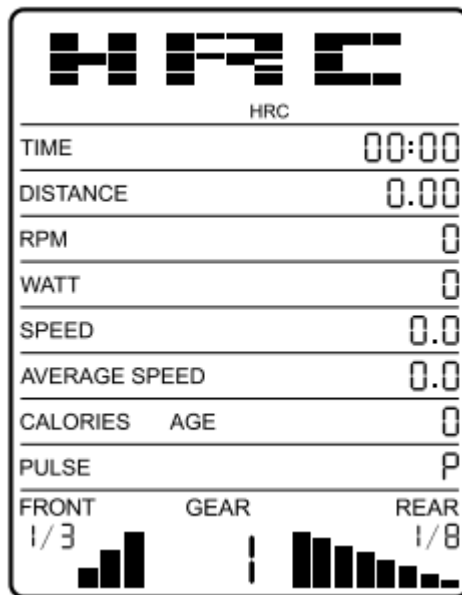 HRC
HRC
TIME 00:00
DISTANCE 0.00
RPM 0
WATT 0
SPEED 0.0
AVERAGE SPEED 0.0
CALORIES AGE 0
PULSE P
FRONT GEAR REAR
1/3 1 1/8